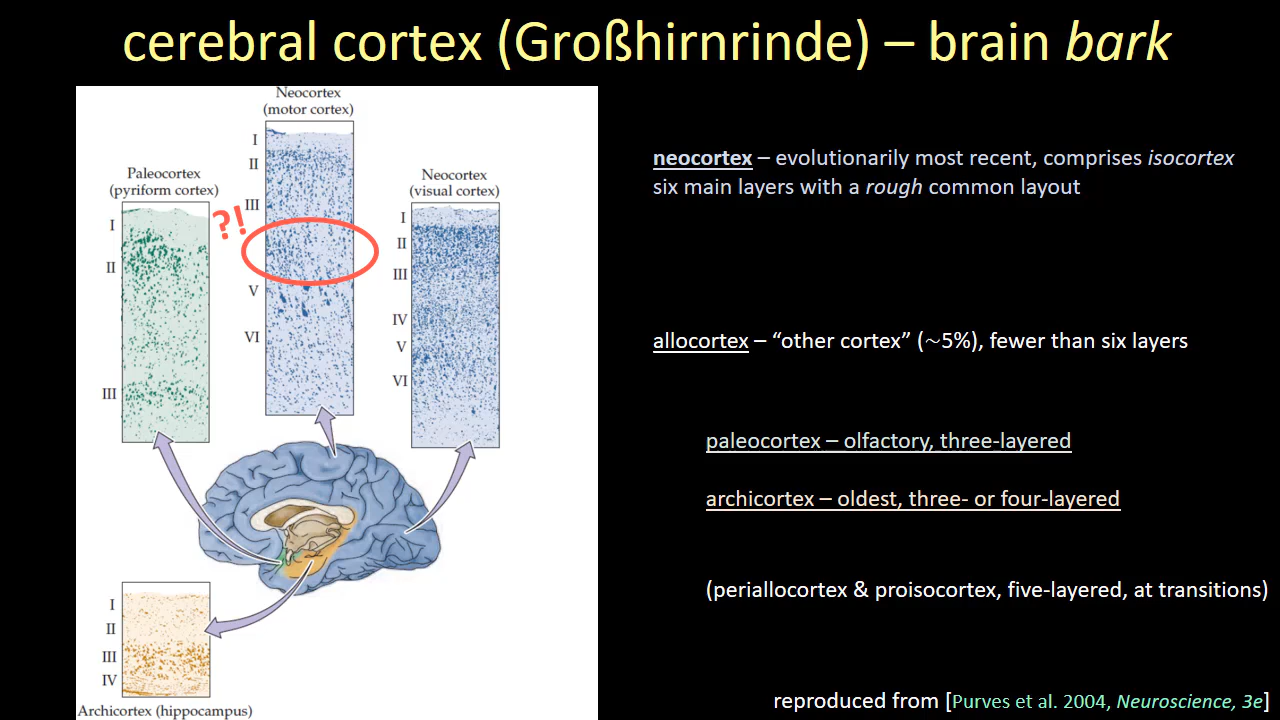 cerebral cortex (Großhirnrinde) – brain bark
Neocortex
(motor cortex)
I
II
III
V
VI
?!
Paleocortex
(pyriform cortex)
I
II
III
Neocortex
(visual cortex)
I
II
III
IV
V
VI
I
II
III
IV
Archicortex (hippocampus)
neocortex – evolutionarily most recent, comprises isocortex
six main layers with a rough common layout
allocortex – “other cortex” (~5%), fewer than six layers
paleocortex – olfactory, three-layered
archicortex – oldest, three- or four-layered
(periallocortex & proisocortex, five-layered, at transitions)
reproduced from [Purves et al. 2004, Neuroscience, 3e]